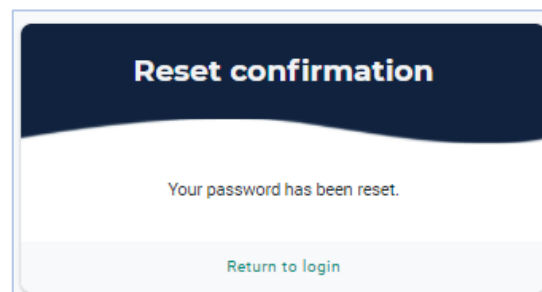 Reset confirmation
Your password has been reset.
Return to login